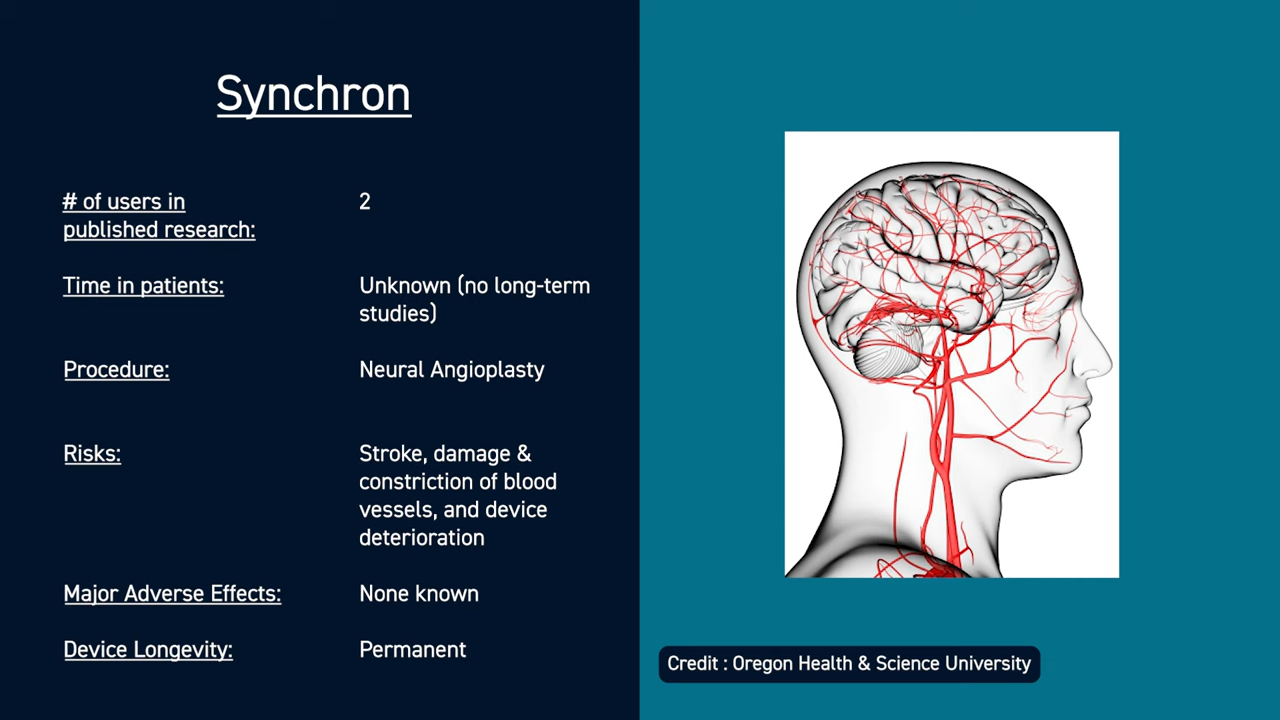 Synchron
# of users in
published research:
2
Time in patients:
Unknown (no long-term
studies)
Procedure:
Neural Angioplasty
Risks:
Stroke, damage &
constriction of blood
vessels, and device
deterioration
Major Adverse Effects:
None known
Device Longevity:
Permanent
Credit : Oregon Health & Science University